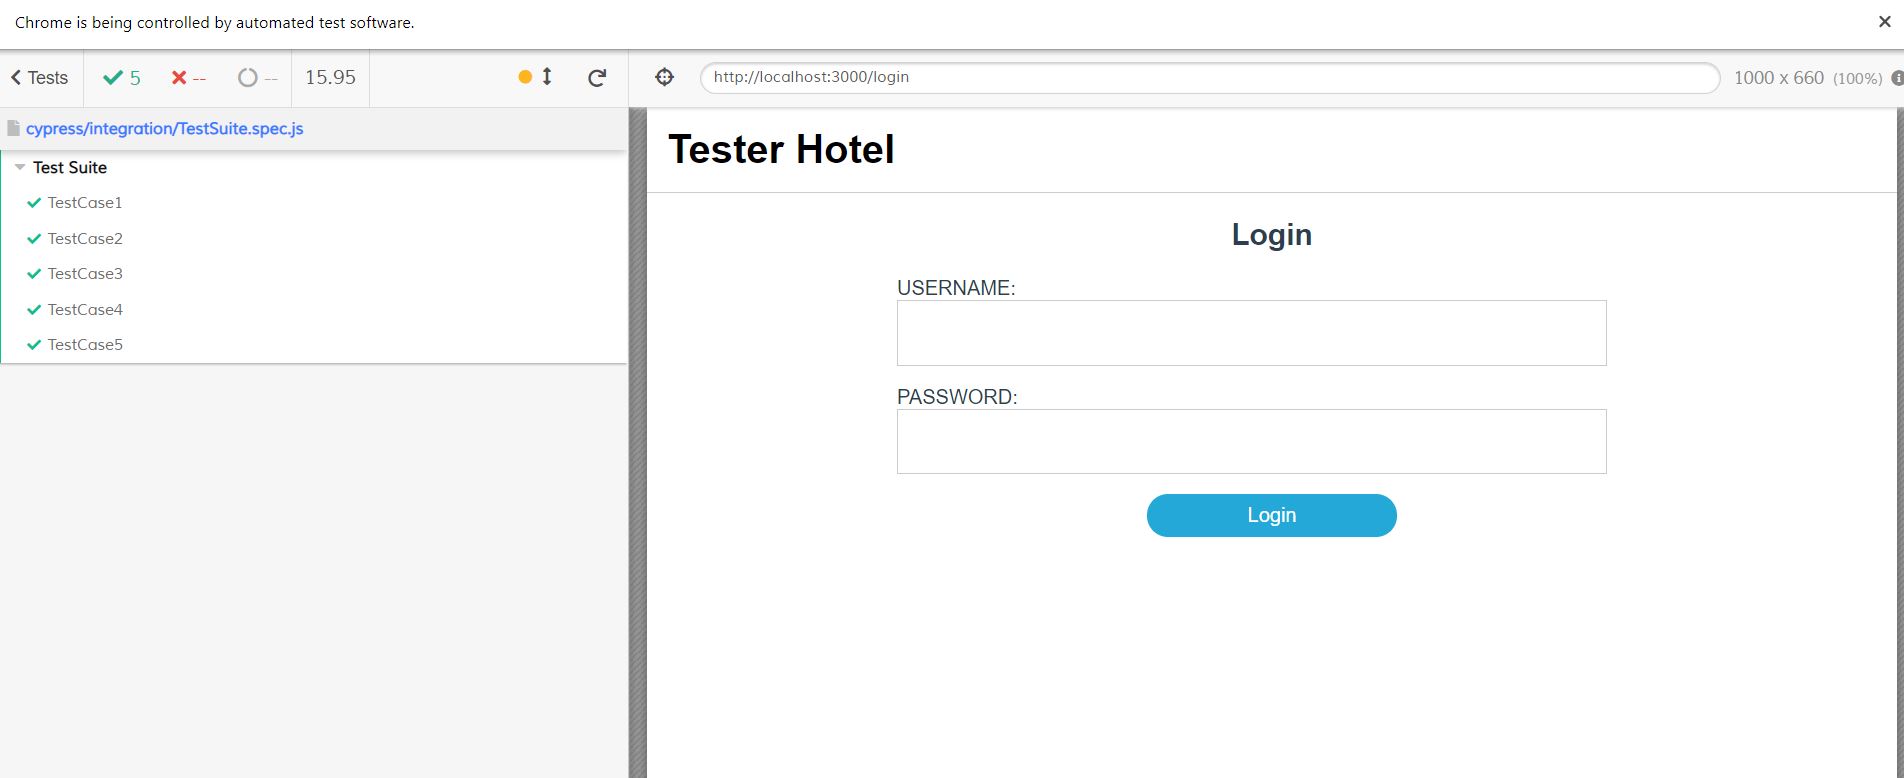 Chrome is being controlled by automated test software.
Tests 5 -- -- 15.95 http://localhost:3000/login 1000 x 660 (100%)
cypress/integration/TestSuite.spec.js
Test Suite
TestCase1
TestCase2
TestCase3
TestCase4
TestCase5
Tester Hotel
Login
USERNAME:
PASSWORD:
Login